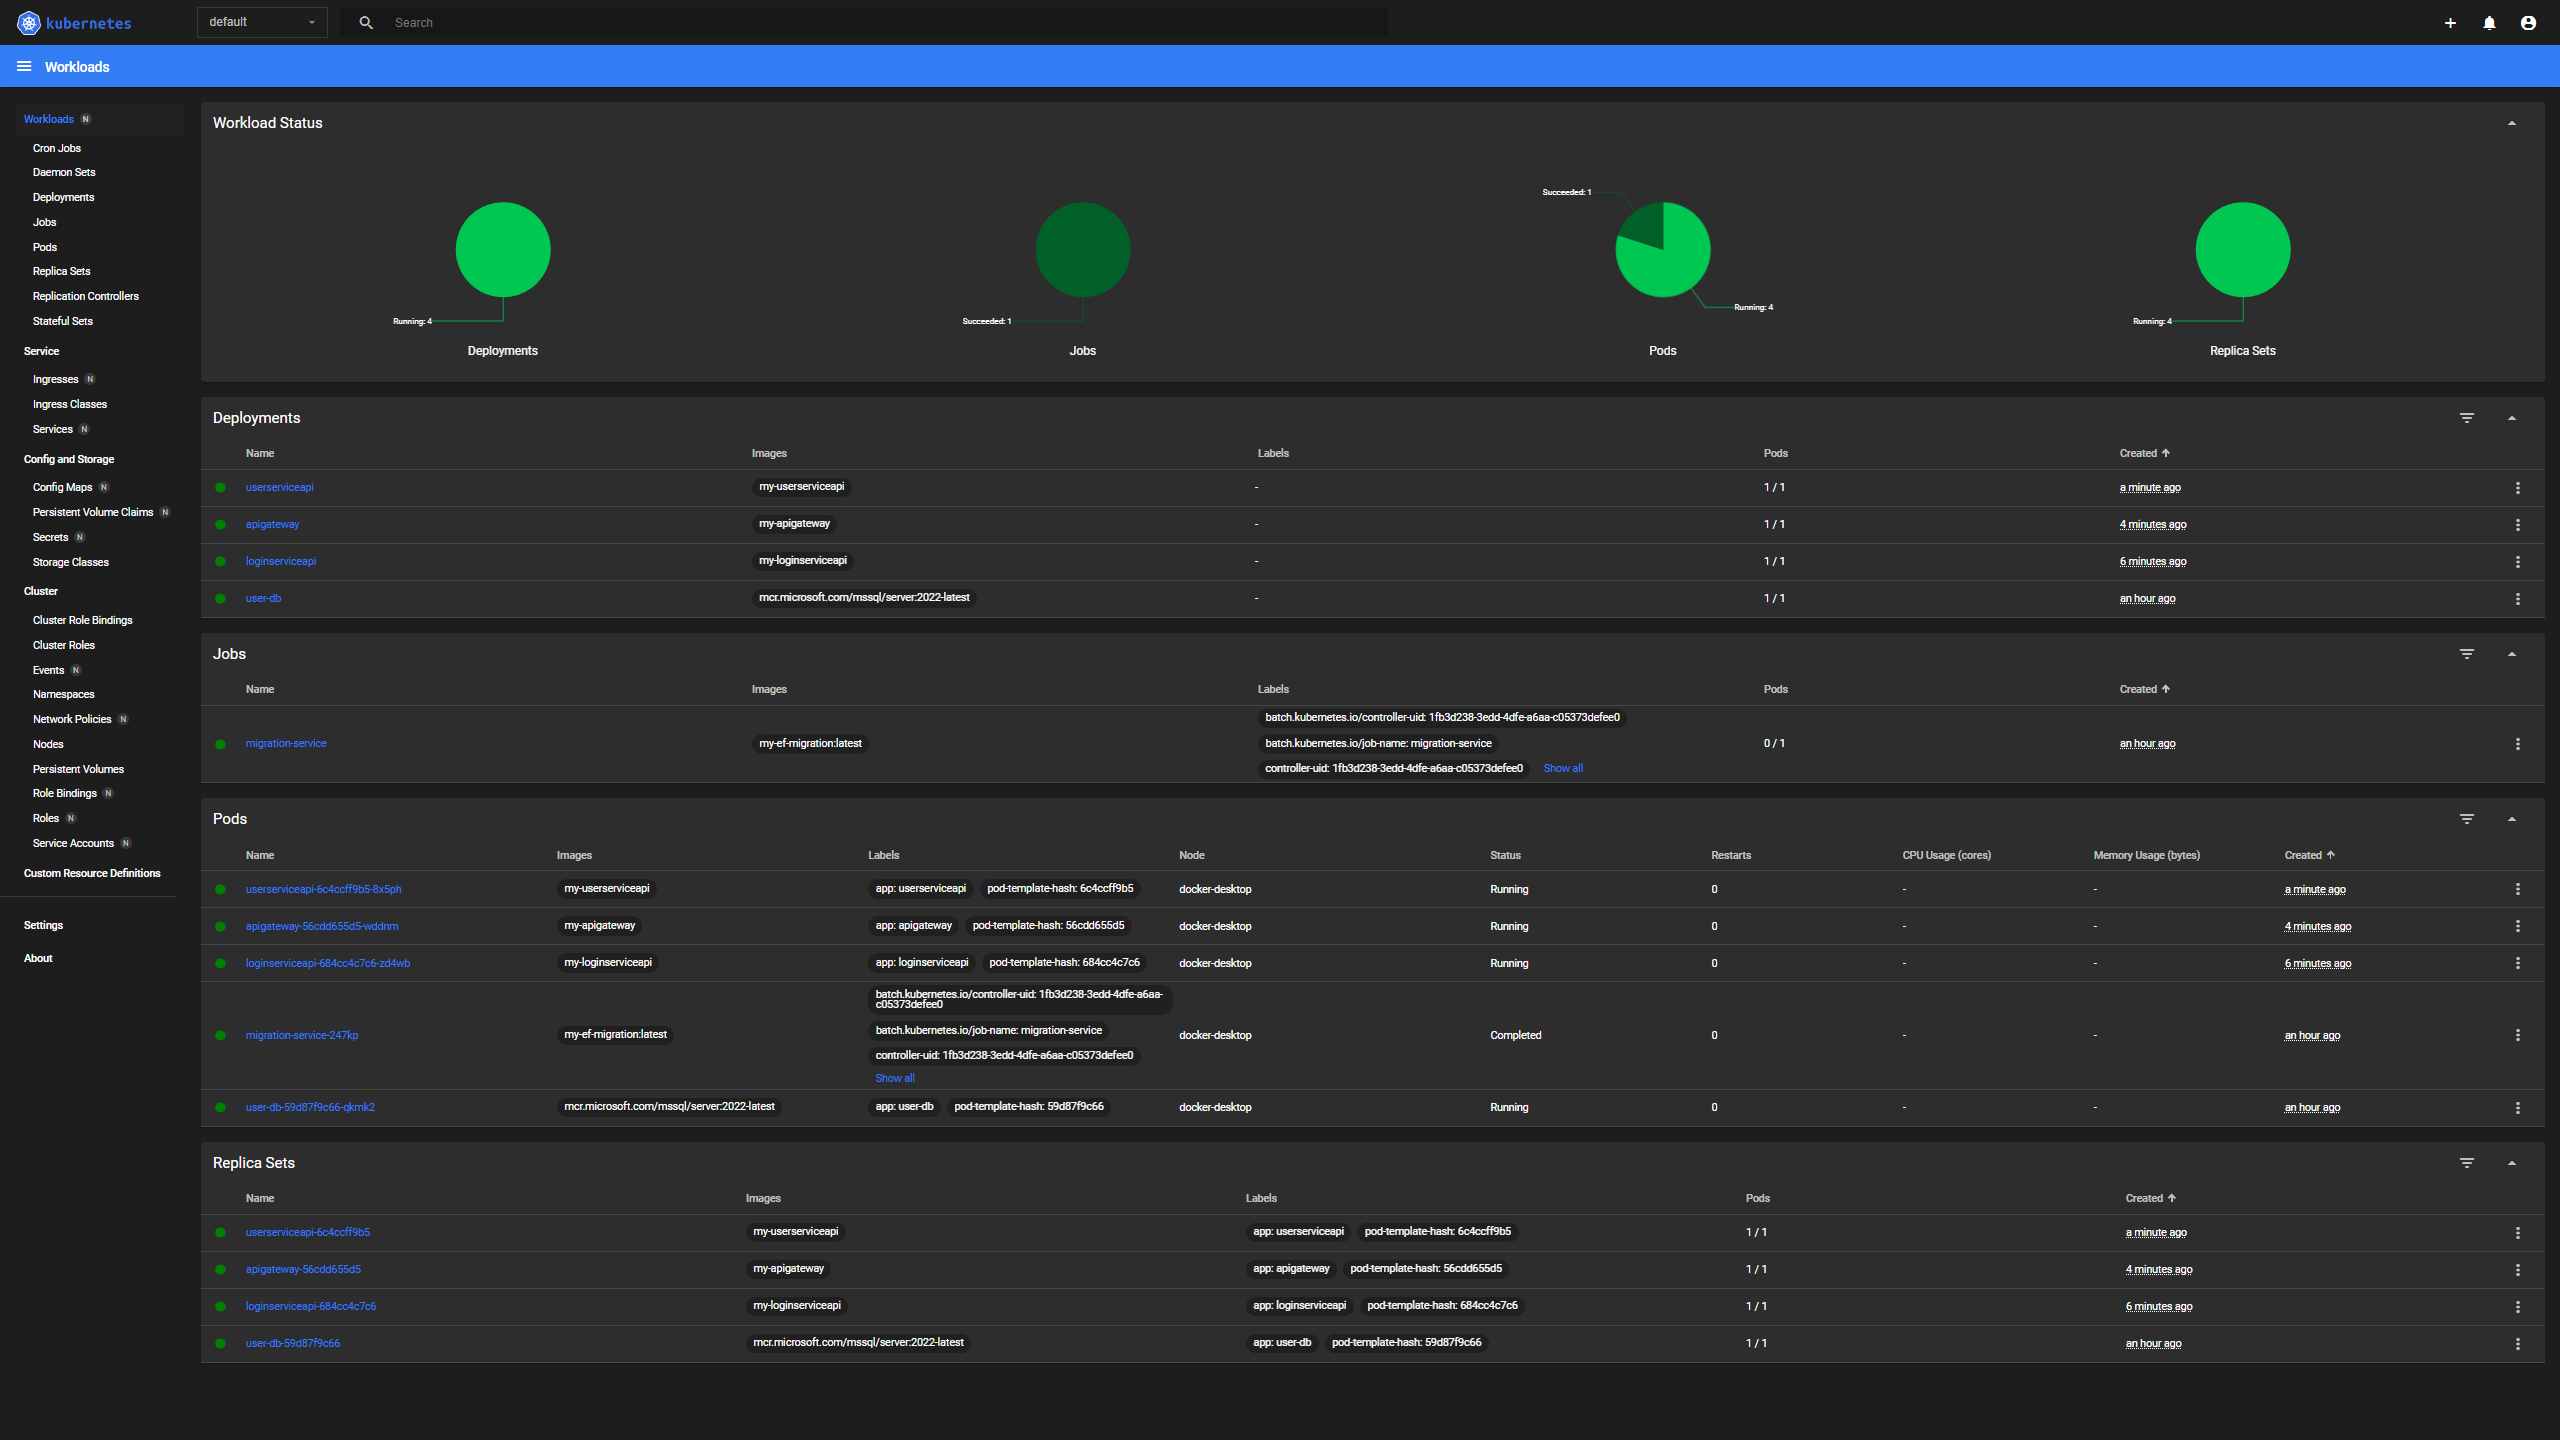 kubernetes default Search
Workloads
Workloads N
Cron Jobs
Daemon Sets
Deployments
Jobs
Pods
Replica Sets
Replication Controllers
Stateful Sets
Service
Ingresses N
Ingress Classes
Services N
Config and Storage
Config Maps N
Persistent Volume Claims N
Secrets N
Storage Classes
Cluster
Cluster Role Bindings
Cluster Roles
Events N
Namespaces
Network Policies N
Nodes
Persistent Volumes
Role Bindings N
Roles N
Service Accounts N
Custom Resource Definitions
Settings
About
Workload Status
Succeeded: 1
Running: 4
Running: 4 Succeeded: 1 Running: 4
Deployments Jobs Pods Replica Sets
Deployments
Name Images Labels Pods Created
userserviceapi my-userserviceapi - 1 / 1 a minute ago
apigateway my-apigateway - 1 / 1 4 minutes ago
loginserviceapi my-loginserviceapi - 1 / 1 6 minutes ago
user-db mcr.microsoft.com/mssql/server:2022-latest - 1 / 1 an hour ago
Jobs
Name Images Labels Pods Created
batch.kubernetes.io/controller-uid: 1fb3d238-3edd-4dfe-a6aa-c05373defee0
migration-service my-ef-migration:latest batch.kubernetes.io/job-name: migration-service 0 / 1 an hour ago
controller-uid: 1fb3d238-3edd-4dfe-a6aa-c05373defee0 Show all
Pods
Name Images Labels Node Status Restarts CPU Usage (cores) Memory Usage (bytes) Created
userserviceapi-6c4ccff9b5-8x5ph my-userserviceapi app: userserviceapi pod-template-hash: 6c4ccff9b5 docker-desktop Running 0 - - a minute ago
apigateway-56cdd655d5-wddnm my-apigateway app: apigateway pod-template-hash: 56cdd655d5 docker-desktop Running 0 - - 4 minutes ago
loginserviceapi-684cc4c7c6-zd4wb my-loginserviceapi app: loginserviceapi pod-template-hash: 684cc4c7c6 docker-desktop Running 0 - - 6 minutes ago
batch.kubernetes.io/controller-uid: 1fb3d238-3edd-4dfe-a6aa-
c05373defee0
batch.kubernetes.io/job-name: migration-service
migration-service-247kp my-ef-migration:latest docker-desktop Completed 0 - - an hour ago
controller-uid: 1fb3d238-3edd-4dfe-a6aa-c05373defee0
Show all
user-db-59d87f9c66-qkmk2 mcr.microsoft.com/mssql/server:2022-latest app: user-db pod-template-hash: 59d87f9c66 docker-desktop Running 0 - - an hour ago
Replica Sets
Name Images Labels Pods Created
userserviceapi-6c4ccff9b5 my-userserviceapi app: userserviceapi pod-template-hash: 6c4ccff9b5 1 / 1 a minute ago
apigateway-56cdd655d5 my-apigateway app: apigateway pod-template-hash: 56cdd655d5 1 / 1 4 minutes ago
loginserviceapi-684cc4c7c6 my-loginserviceapi app: loginserviceapi pod-template-hash: 684cc4c7c6 1 / 1 6 minutes ago
user-db-59d87f9c66 mcr.microsoft.com/mssql/server:2022-latest app: user-db pod-template-hash: 59d87f9c66 1 / 1 an hour ago